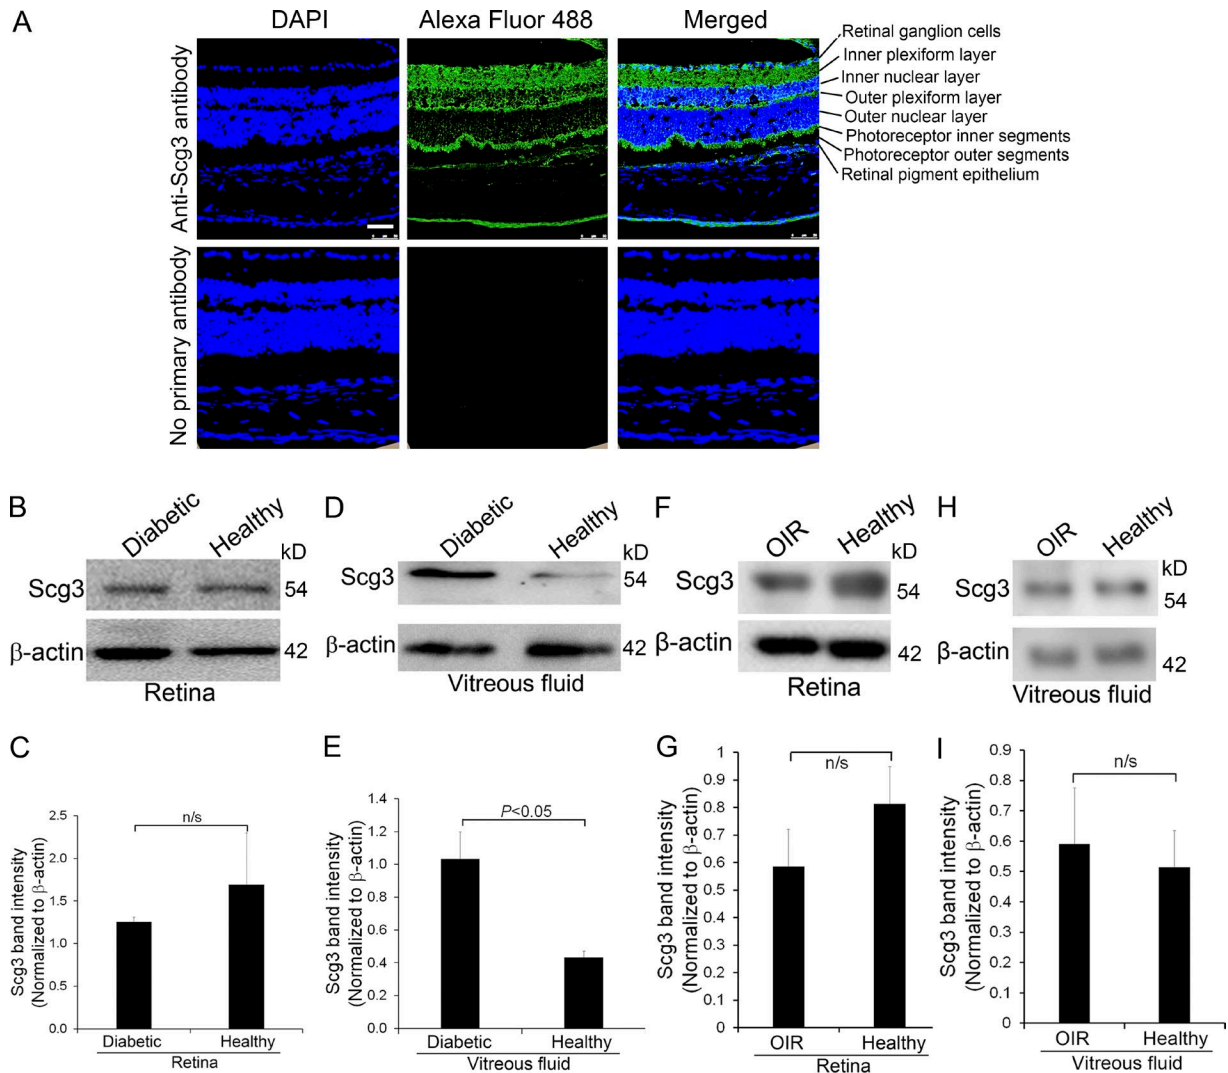 A
DAPI
Alexa Fluor 488
Merged
Anti-Scg3 antibody
No primary antibody
Retinal ganglion cells
Inner plexiform layer
Inner nuclear layer
Outer plexiform layer
Outer nuclear layer
Photoreceptor inner segments
Photoreceptor outer segments
Retinal pigment epithelium
B
Diabetic
Healthy
kD
Scg3
54
β-actin
42
Retina
D
Diabetic
Healthy
kD
Scg3
54
β-actin
42
Vitreous fluid
F
OIR
Healthy
kD
Scg3
54
β-actin
42
Retina
H
OIR
Healthy
kD
Scg3
54
β-actin
42
Vitreous fluid
C
Scg3 band intensity
(Normalized to β-actin)
2.5
2.0
1.5
1.0
0.5
0.0
n/s
Diabetic
Healthy
Retina
E
Scg3 band intensity
(Normalized to β-actin)
1.4
1.2
1.0
0.8
0.6
0.4
0.2
0.0
P<0.05
Diabetic
Healthy
Vitreous fluid
G
Scg3 band intensity
(Normalized to β-actin)
1
0.9
0.8
0.7
0.6
0.5
0.4
0.3
0.2
0.1
0
n/s
OIR
Healthy
Retina
I
Scg3 band intensity
(Normalized to β-actin)
0.9
0.8
0.7
0.6
0.5
0.4
0.3
0.2
0.1
0
n/s
OIR
Healthy
Vitreous fluid